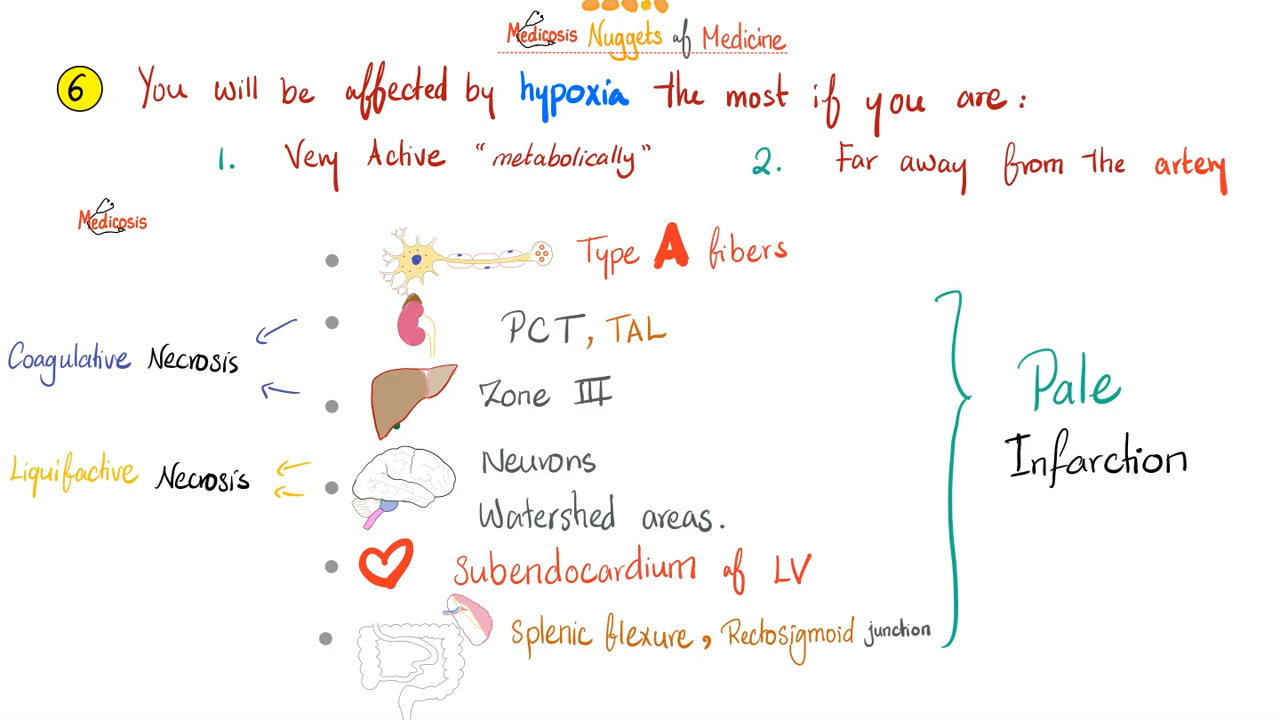 Medicosis Nuggets of Medicine
6 You will be affected by hypoxia the most if you are:
1. Very Active "metabolically" 2. Far away from the artery
Medicosis
Type A fibers
PCT, TAL
Coagulative Necrosis
Zone III
Pale
Infarction
Neurons
Liquifactive Necrosis
Watershed areas.
Subendocardium of LV
Splenic flexure, Rectosigmoid junction